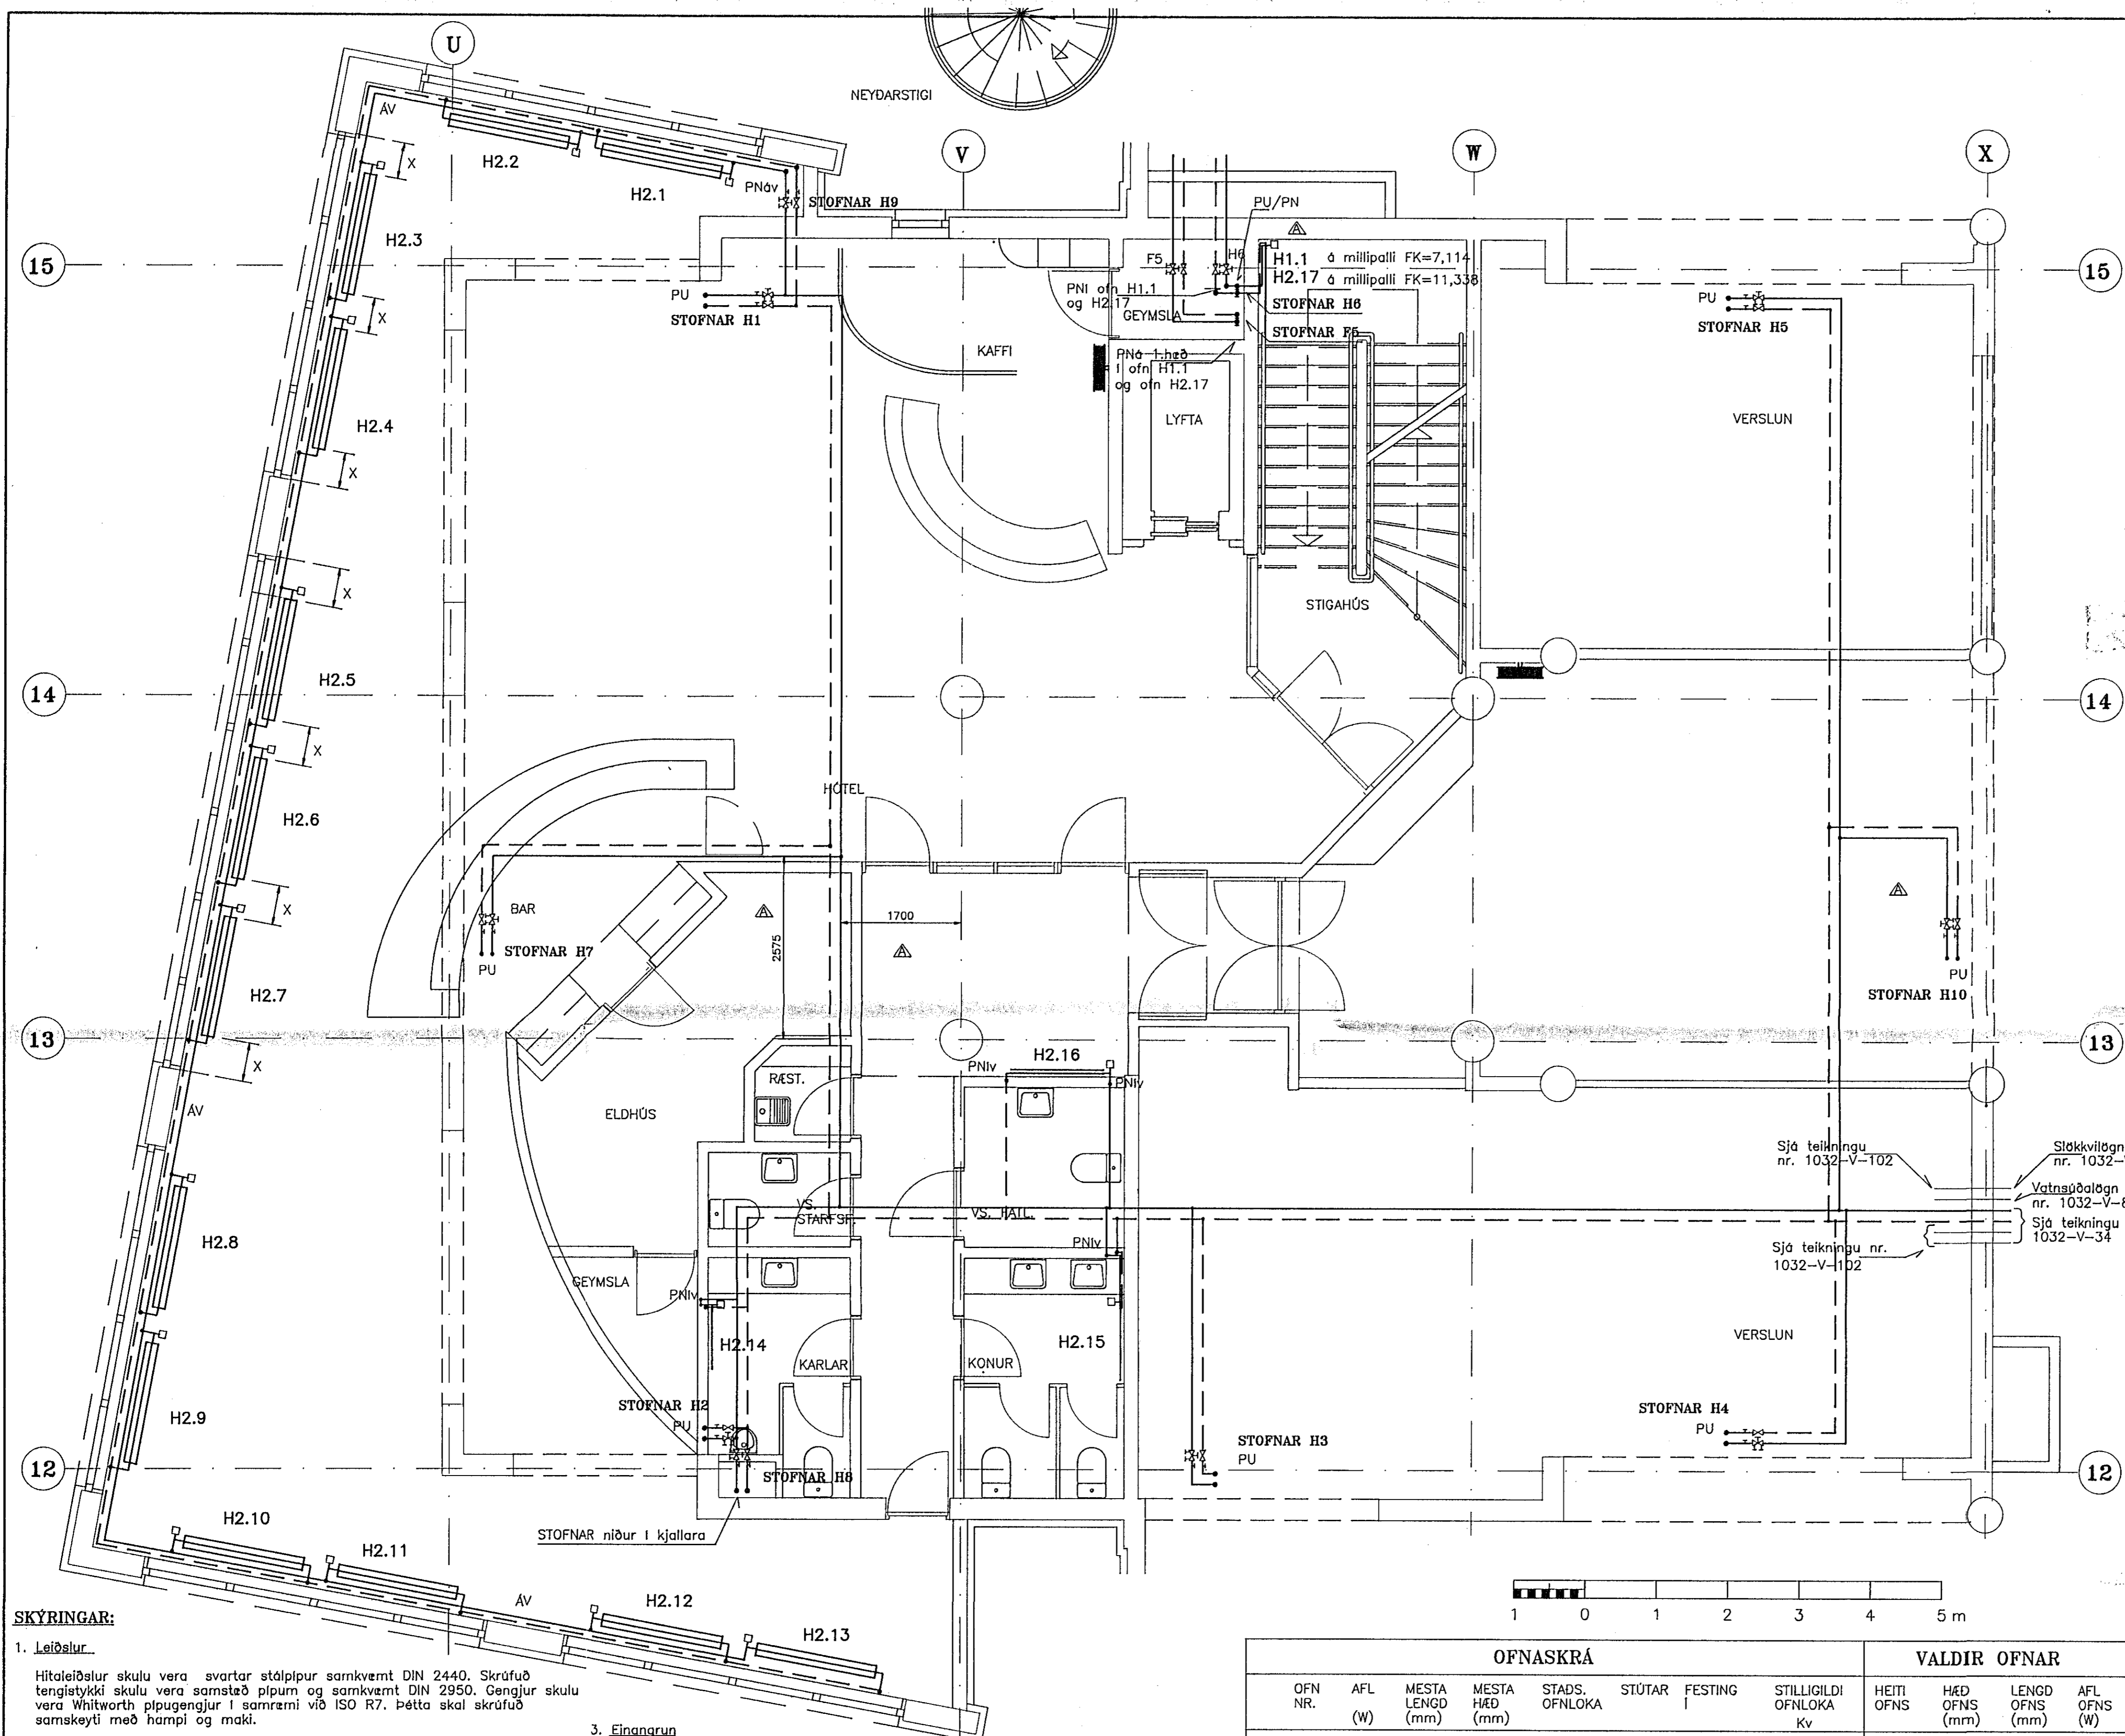 U
NEYÐARSTIGI
V
W
X
ÁV
X
H2.2
H2.1
PNáv
STOFNAR H9
PU/PN
A
H2.3
15
F5
H6
H1.1 á millipalli FK=7,114
H2.17 á millipalli FK=11,338
15
PNI ofn H1.1
og H2.17
PU
STOFNAR H1
X
STOFNAR H6
GEYMSLA
STOFNAR F5
PU
STOFNAR H5
KAFFI
PNá 1.hæð
í ofn H1.1
og ofn H2.17
H2.4
LYFTA
VERSLUN
X
X
STIGAHÚS
H2.5
14
14
X
HÓTEL
H2.6
X
BAR
A
1700
A
A
2575
STOFNAR H7
PU
PU
STOFNAR H10
H2.7
13
13
X
H2.16
PNIv
PNIv
RÆST.
ELDHÚS
ÁV
Sjá teikningu
nr. 1032-V-102
Slökkvilögn
nr. 1032-
Vatnsúðalögn
nr. 1032-V-
VS.
STARFSF.
VS. HATL.
Sjá teikningu
1032-V-34
PNIv
Sjá teikningu nr.
1032-V-102
H2.8
GEYMSLA
PNIv
H2.14
H2.15
VERSLUN
KARLAR
KONUR
STOFNAR H2
PU
H2.9
STOFNAR H4
PU
STOFNAR H3
PU
12
12
STOFNAR H8
H2.10
STOFNAR niður í kjallara
H2.11
ÁV
H2.12
H2.13
1 0 1 2 3 4 5 m
SKÝRINGAR:
1. Leiðslur
Hitaleiðslur skulu vera svartar stálpípur samkvæmt DIN 2440. Skrúfuð
tengistykki skulu vera samstæð pípum og samkvæmt DIN 2950. Gengjur skulu
vera Whitworth pípugengjur í samræmi við ISO R7. Þétta skal skrúfuð
samskeyti með hampi og maki.
3. Einangrun
OFNASKRÁ VALDIR OFNAR
OFN AFL MESTA MESTA STADS. STÚTAR FESTING STILLIGILDI HEITI HÆÐ LENGD AFL
NR. LENGD HÆÐ OFNLOKA Í OFNLOKA OFNS OFNS OFNS OFNS
(W) (mm) (mm) Kv (mm) (mm) (W)